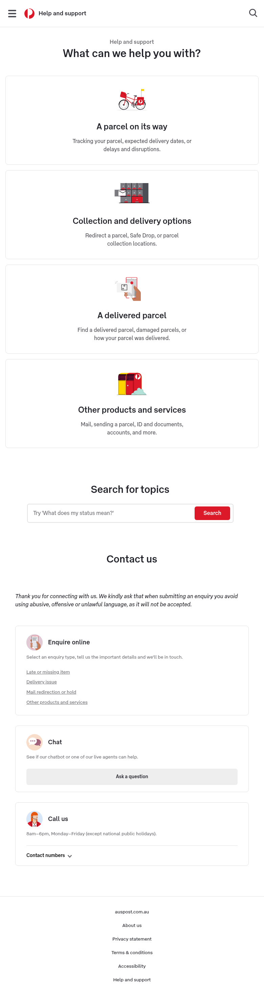 Help and support
Help and support
What can we help you with?
A parcel on its way
Tracking your parcel, expected delivery dates, or
delays and disruptions.
Collection and delivery options
Redirect a parcel, Safe Drop, or parcel
collection locations.
A delivered parcel
Find a delivered parcel, damaged parcels, or
how your parcel was delivered.
Other products and services
Mail, sending a parcel, ID and documents,
accounts, and more.
Search for topics
Try 'What does my status mean?'
Search
Contact us
Thank you for connecting with us. We kindly ask that when submitting an enquiry you avoid
using abusive, offensive or unlawful language, as it will not be accepted.
Enquire online
Select an enquiry type, tell us the important details and we'll be in touch.
Late or missing item
Delivery issue
Mail redirection or hold
Other products and services
Chat
See if our chatbot or one of our live agents can help.
Ask a question
Call us
8am–6pm, Monday–Friday (except national public holidays).
Contact numbers
auspost.com.au
About us
Privacy statement
Terms & conditions
Accessibility
Help and support